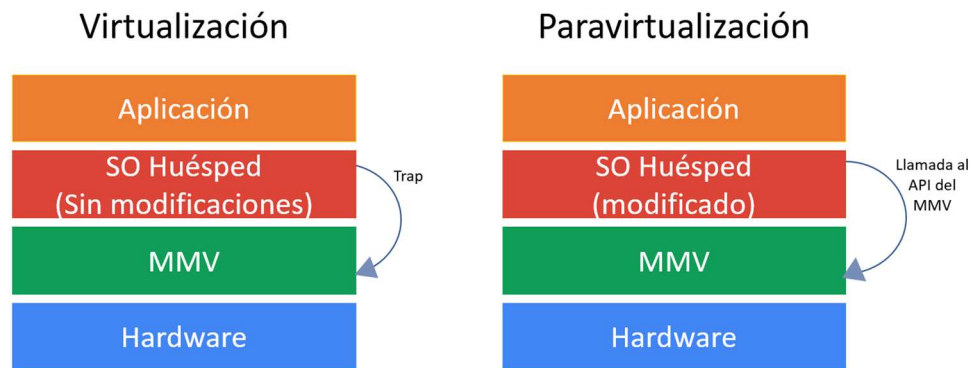 Virtualización
Aplicación
SO Huésped
(Sin modificaciones)
Trap
MMV
Hardware
Paravirtualización
Aplicación
SO Huésped
(modificado)
Llamada al
API del
MMV
MMV
Hardware